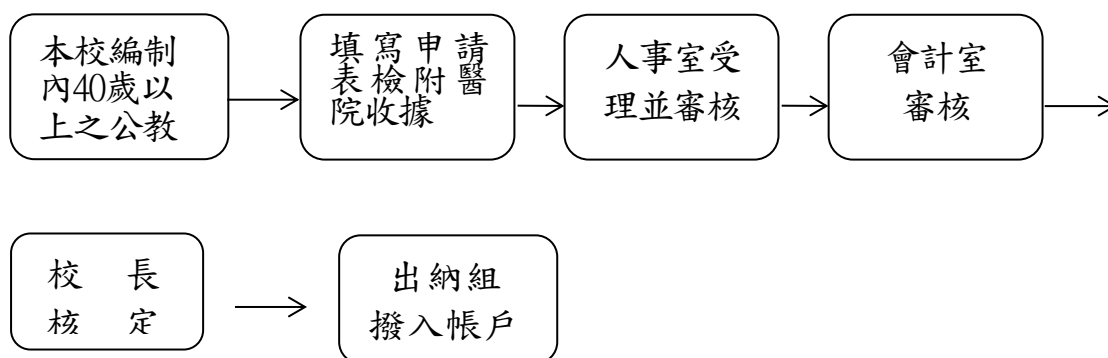 本校編制
內40歲以
上之公教
填寫申請
表檢附醫
院收據
人事室受
理並審核
會計室
審核
校長
核定
出納組
撥入帳戶